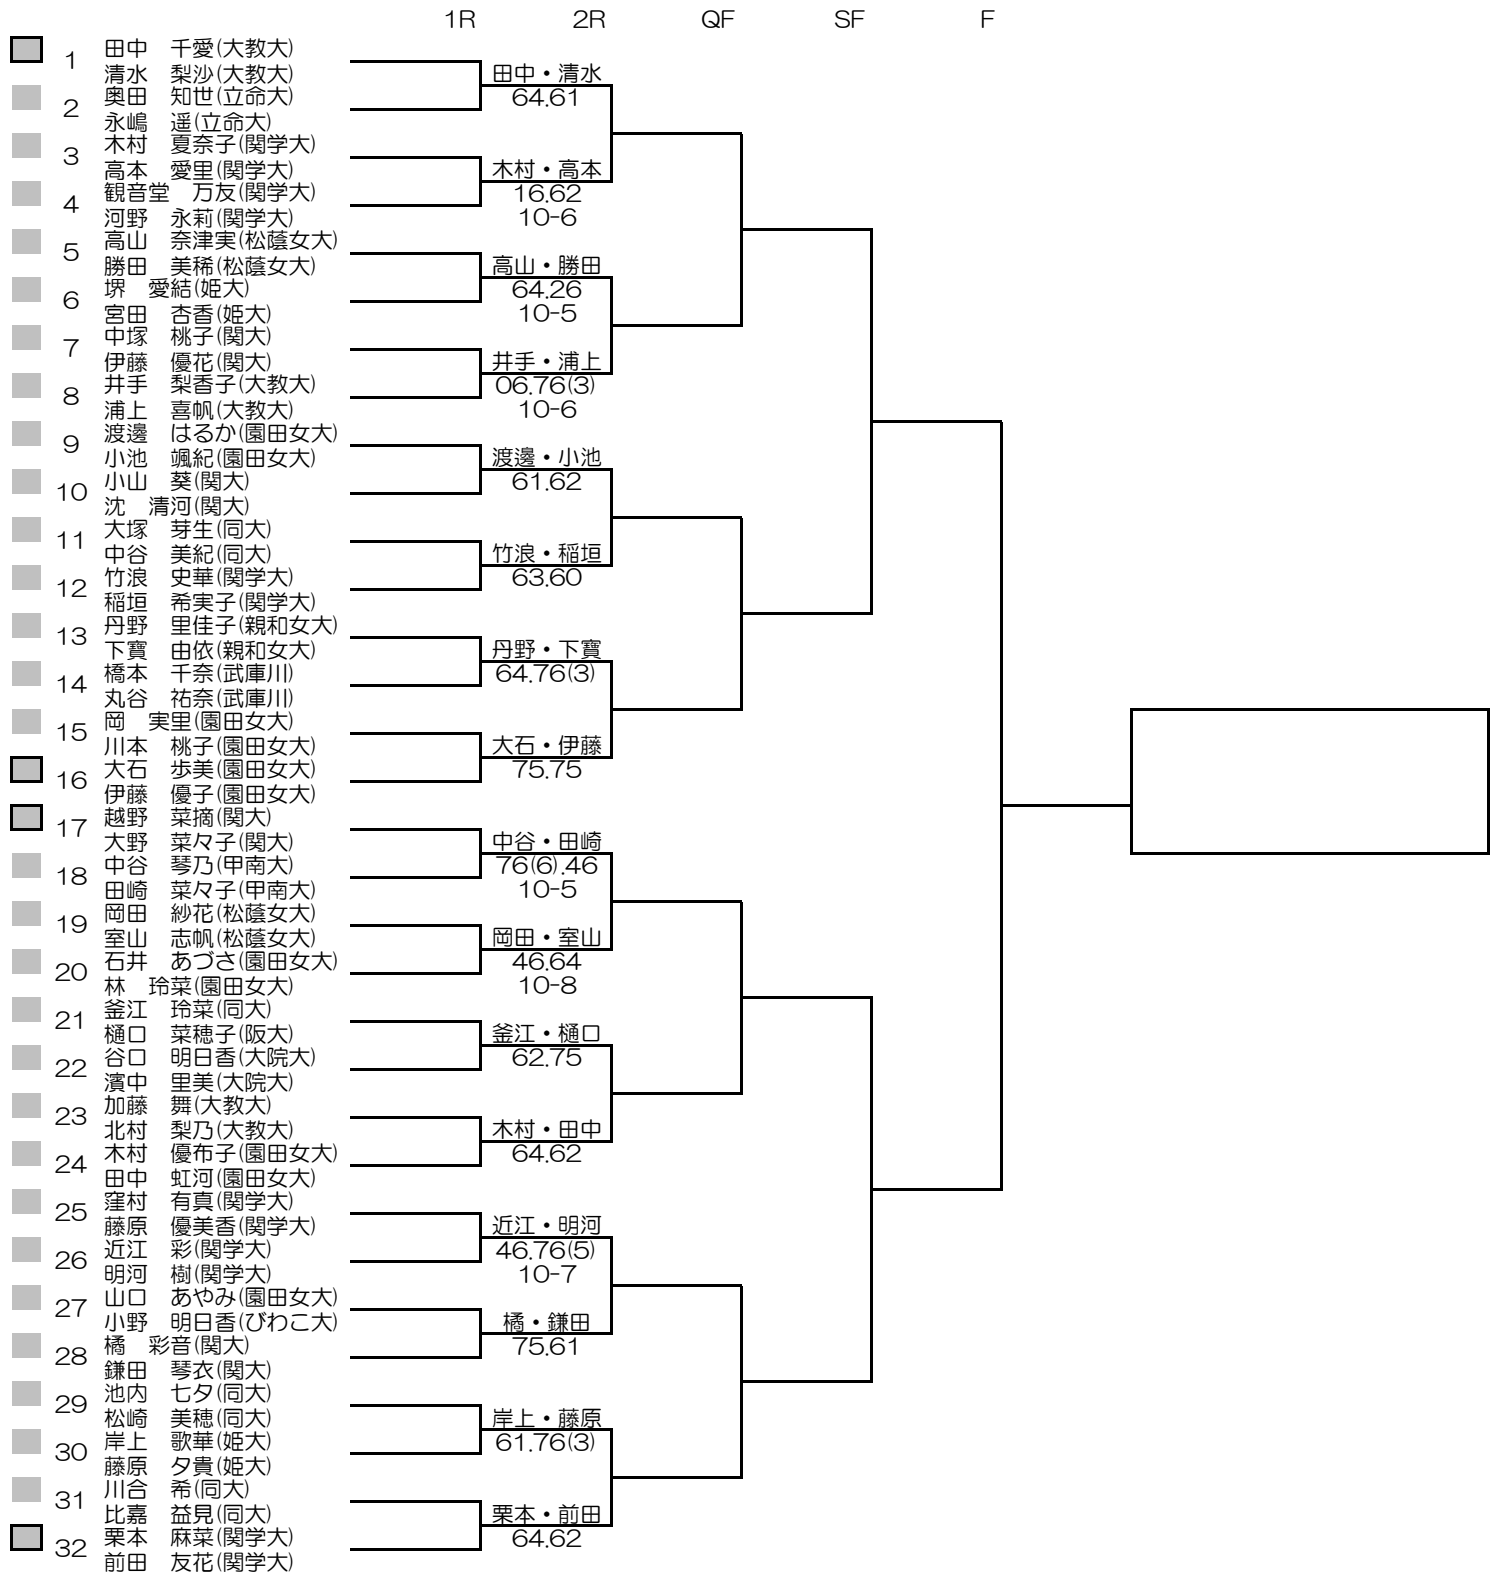 1R 2R QF SF F
1 田中 千愛(大教大)
清水 梨沙(大教大)
田中・清水
64.61
2 奥田 知世(立命大)
永嶋 遥(立命大)
3 木村 夏奈子(関学大)
高本 愛里(関学大)
木村・高本
16.62
10-6
4 観音堂 万友(関学大)
河野 永莉(関学大)
5 高山 奈津実(松蔭女大)
勝田 美稀(松蔭女大)
高山・勝田
64.26
10-5
6 堺 愛結(姫大)
宮田 杏香(姫大)
7 中塚 桃子(関大)
伊藤 優花(関大)
井手・浦上
06.76(3)
10-6
8 井手 梨香子(大教大)
浦上 喜帆(大教大)
9 渡邊 はるか(園田女大)
小池 颯紀(園田女大)
渡邊・小池
61.62
10 小山 葵(関大)
沈 清河(関大)
11 大塚 芽生(同大)
中谷 美紀(同大)
竹浪・稲垣
63.60
12 竹浪 史華(関学大)
稲垣 希実子(関学大)
13 丹野 里佳子(親和女大)
下寶 由依(親和女大)
丹野・下寶
64.76(3)
14 橋本 千奈(武庫川)
丸谷 祐奈(武庫川)
15 岡 実里(園田女大)
川本 桃子(園田女大)
大石・伊藤
75.75
16 大石 歩美(園田女大)
伊藤 優子(園田女大)
17 越野 菜摘(関大)
大野 菜々子(関大)
中谷・田崎
76(6).46
10-5
18 中谷 琴乃(甲南大)
田崎 菜々子(甲南大)
19 岡田 紗花(松蔭女大)
室山 志帆(松蔭女大)
岡田・室山
46.64
10-8
20 石井 あづさ(園田女大)
林 玲菜(園田女大)
21 釜江 玲菜(同大)
樋口 菜穂子(阪大)
釜江・樋口
62.75
22 谷口 明日香(大院大)
濱中 里美(大院大)
23 加藤 舞(大教大)
北村 梨乃(大教大)
木村・田中
64.62
24 木村 優布子(園田女大)
田中 虹河(園田女大)
25 窪村 有真(関学大)
藤原 優美香(関学大)
近江・明河
46.76(5)
10-7
26 近江 彩(関学大)
明河 樹(関学大)
27 山口 あやみ(園田女大)
小野 明日香(びわこ大)
橘・鎌田
75.61
28 橘 彩音(関大)
鎌田 琴衣(関大)
29 池内 七夕(同大)
松崎 美穂(同大)
岸上・藤原
61.76(3)
30 岸上 歌華(姫大)
藤原 夕貴(姫大)
31 川合 希(同大)
比嘉 益見(同大)
栗本・前田
64.62
32 栗本 麻菜(関学大)
前田 友花(関学大)